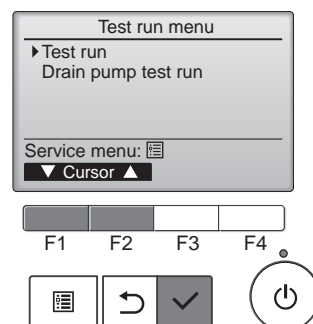 Test run menu
Test run
Drain pump test run
Service menu:
▼ Cursor ▲
F1 F2 F3 F4